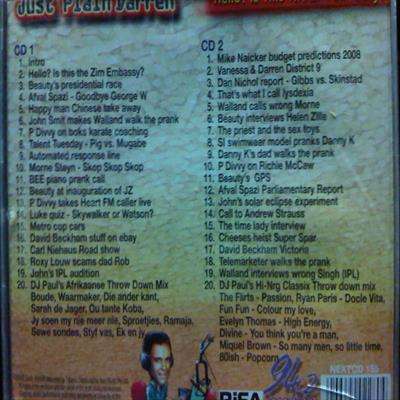 Just Plain Darren
CD 1
1. Intro
2. Hello? Is this the Zim Embassy?
3. Beauty's presidential race
4. Afval Spazi - Goodbye George W
5. Happy man Chinese take away
6. John Smit makes Walland walk the prank
7. P Divvy on boks karate coaching
8. Talent Tuesday - Pig vs. Mugabe
9. Automated response line
10. Morne Steyn - Skop Skop Skop
11. BEE piano prank call
12. Beauty at inauguration of JZ
13. P Divvy takes Heart FM caller live
14. Luke quiz - Skywalker or Watson?
15. Metro cop cars
16. David Beckham stuff on ebay
17. Carl Niehaus Road show
18. Roxy Louw scams dad Rob
19. John's IPL audition
20. DJ Paul's Afrikaanse Throw Down Mix
Boude, Waarmaker, Die ander kant,
Sarah de Jager, Ou tante Koba,
Jy soen my nie meer nie, Sproetjies, Ramaja,
Sewe sondes, Styf vas, Ek en jy
CD 2
1. Mike Naicker budget predictions 2008
2. Vanessa & Darren District 9
3. Dan Nichol report - Gibbs vs. Skinstad
4. That's what I call lysdexia
5. Walland calls wrong Morne
6. Beauty interviews Helen Zille
7. The priest and the sex toys
8. SI swimwear model pranks Danny K
9. Danny K's dad walks the prank
10. P Divvy on Richie McCaw
11. Beauty's GPS
12. Afval Spazi Parliamentary Report
13. John's solar eclipse experiment
14. Call to Andrew Strauss
15. The time lady interview
16. Cheeses heist Super Spar
17. David Beckham Victoria
18. Telemarketer walks the prank
19. Walland interviews wrong Singh (IPL)
20. DJ Paul's Hi-Nrg Classix Throw down mix
The Flirts - Passion, Ryan Paris - Docle Vita,
Fun Fun - Colour my love,
Evelyn Thomas - High Energy,
Divine - You think you're a man,
Miquel Brown - So many men, so little time,
80ish - Popcorn
94.2
RiSA
NEXTCD 155